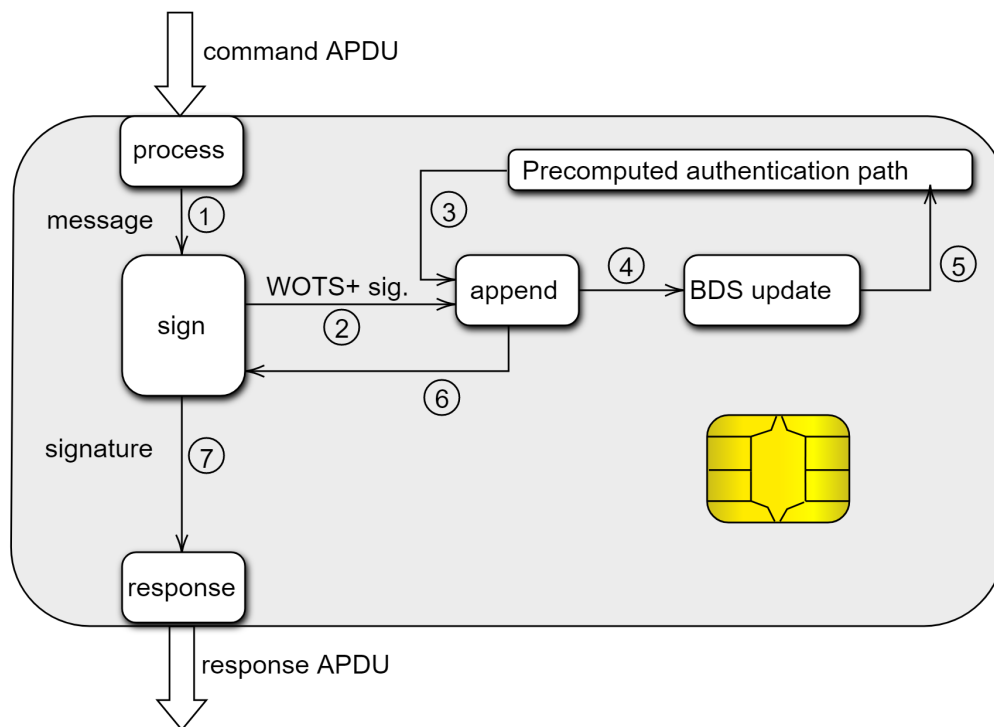 command APDU
process
Precomputed authentication path
message
1
3
4
5
WOTS+ sig.
append
BDS update
sign
2
6
signature
7
response
response APDU